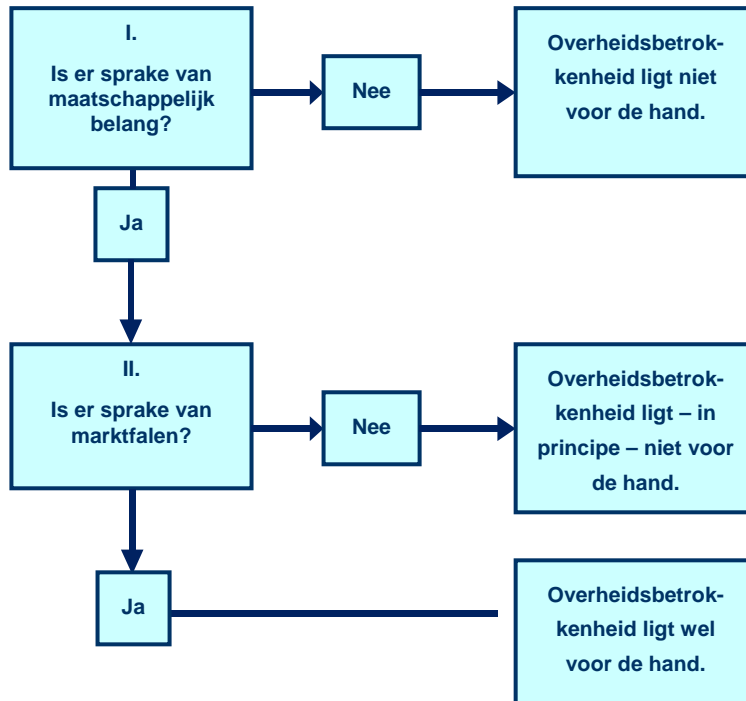 I.
Is er sprake van
maatschappelijk
belang?
Nee
Overheidsbetrok-
kenheid ligt niet
voor de hand.
Ja
II.
Is er sprake van
marktfalen?
Nee
Overheidsbetrok-
kenheid ligt – in
principe – niet voor
de hand.
Ja
Overheidsbetrok-
kenheid ligt wel
voor de hand.